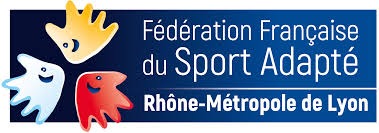 Fédération Française
du Sport Adapté
Rhône-Métropole de Lyon